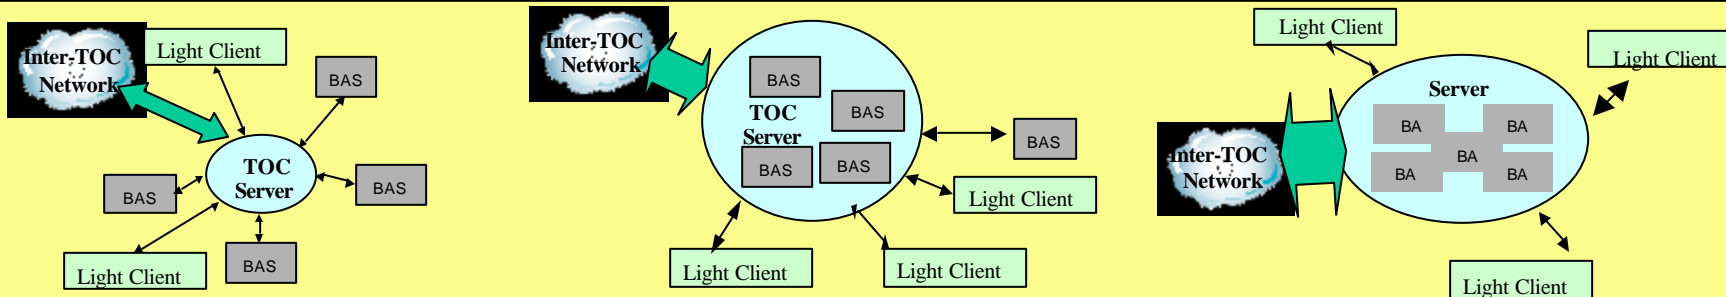 Inter-TOC
Network
Light Client
BAS
TOC
Server
BAS
BAS
BAS
Light Client
Inter-TOC
Network
BAS
BAS
TOC
Server
BAS
BAS
BAS
Light Client
Light Client
Light Client
Light Client
Light Client
Server
BA
BA
BA
BA
BA
Inter-TOC
Network
Light Client